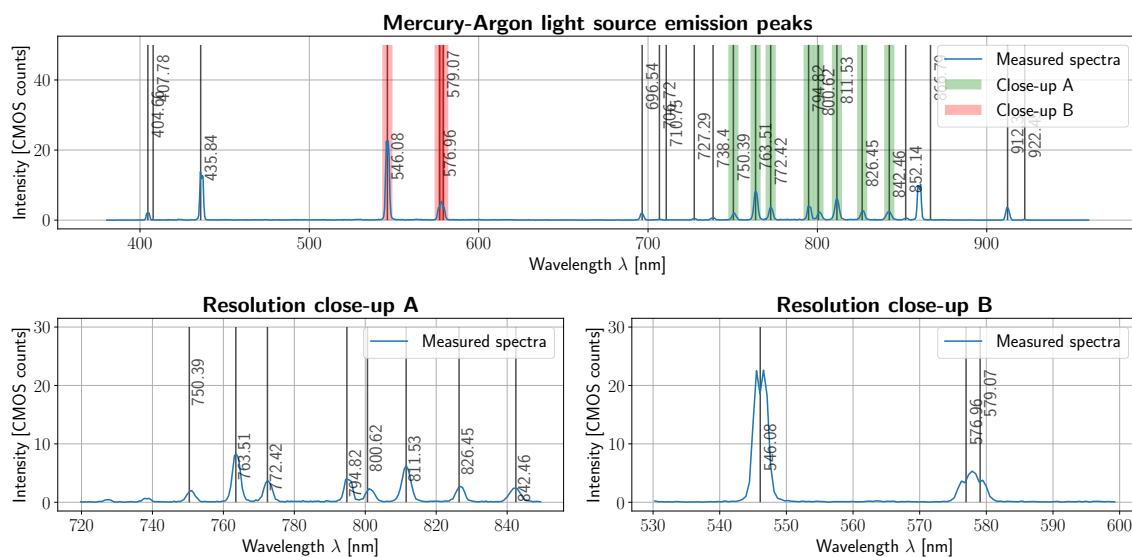 Mercury-Argon light source emission peaks
Intensity [CMOS counts]
40
20
0
404.66
407.78
435.84
546.08
576.96
579.07
696.54
706.72
710.75
727.29
738.4
750.39
763.51
772.42
794.82
800.62
811.53
826.45
842.46
852.14
866.79
912.3
922.4
Measured spectra
Close-up A
Close-up B
400 500 600 700 800 900
Wavelength λ [nm]
Resolution close-up A
Intensity [CMOS counts]
30
20
10
0
750.39
763.51
772.42
794.82
800.62
811.53
826.45
842.46
Measured spectra
720 740 760 780 800 820 840
Wavelength λ [nm]
Resolution close-up B
Intensity [CMOS counts]
30
20
10
0
546.08
576.96
579.07
Measured spectra
530 540 550 560 570 580 590 600
Wavelength λ [nm]